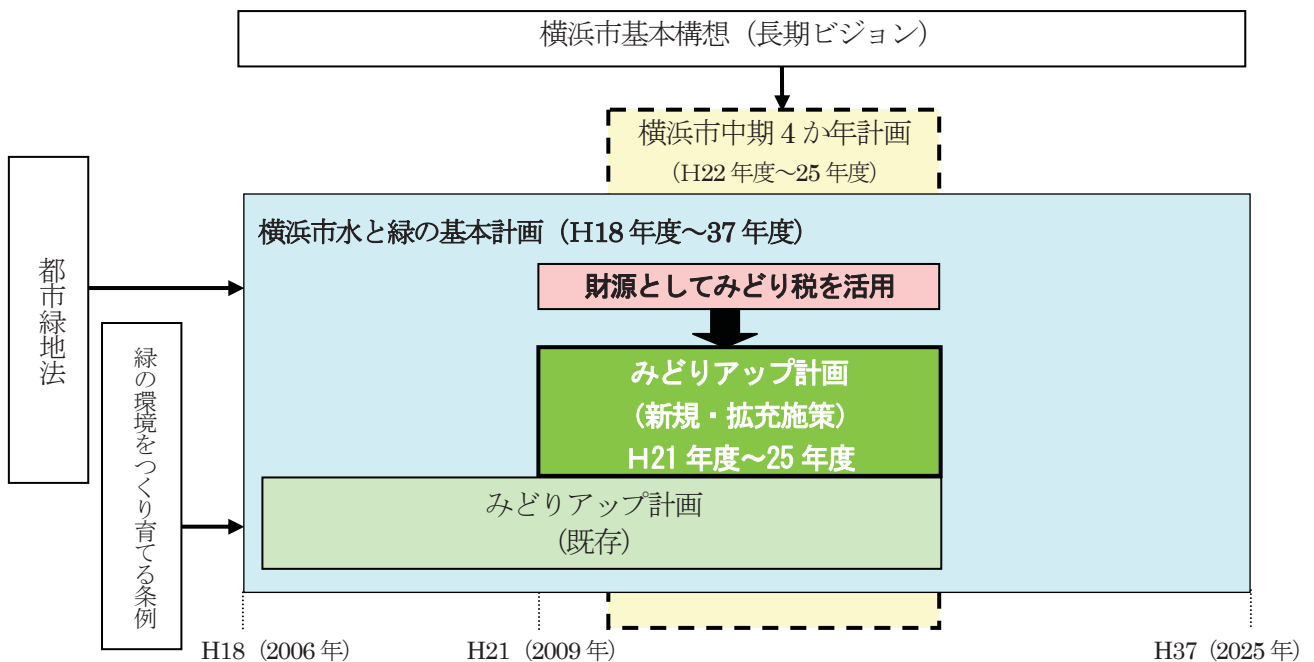 横浜市基本構想（長期ビジョン）
横浜市中期４か年計画
（H22 年度～25 年度）
都市緑地法
緑の環境をつくり育てる条例
横浜市水と緑の基本計画（H18 年度～37 年度）
財源としてみどり税を活用
みどりアップ計画
（新規・拡充施策）
H21 年度～25 年度
みどりアップ計画
（既存）
H18（2006 年）
H21（2009 年）
H37（2025 年）